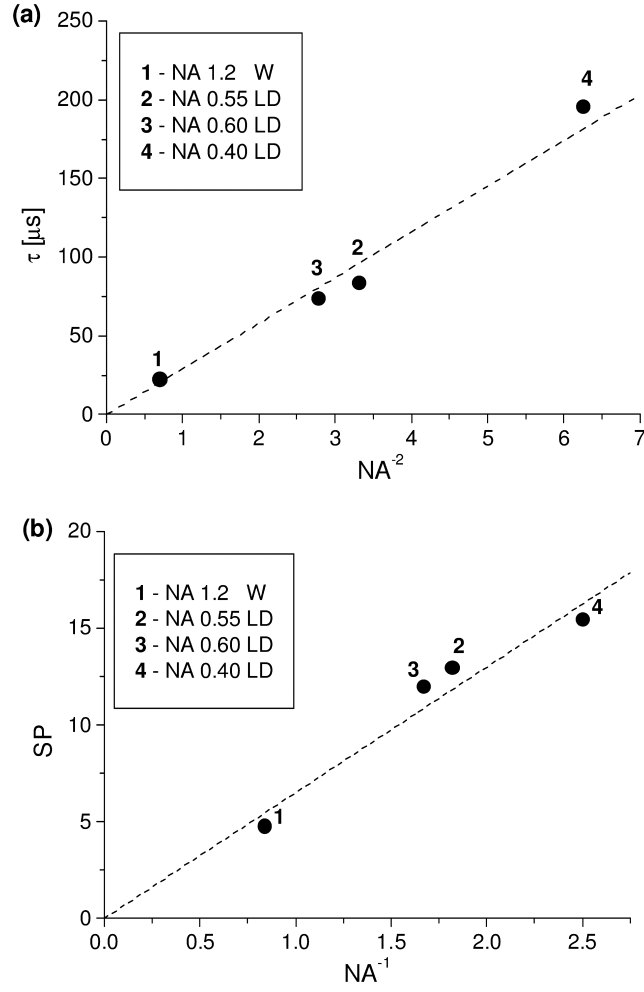 (a)
250
200
150
100
50
0
τ [μs]
1 - NA 1.2 W
2 - NA 0.55 LD
3 - NA 0.60 LD
4 - NA 0.40 LD
4
3
2
1
0 1 2 3 4 5 6 7
NA⁻²
(b)
20
15
10
5
0
SP
1 - NA 1.2 W
2 - NA 0.55 LD
3 - NA 0.60 LD
4 - NA 0.40 LD
4
2
3
1
0.0 0.5 1.0 1.5 2.0 2.5
NA⁻¹